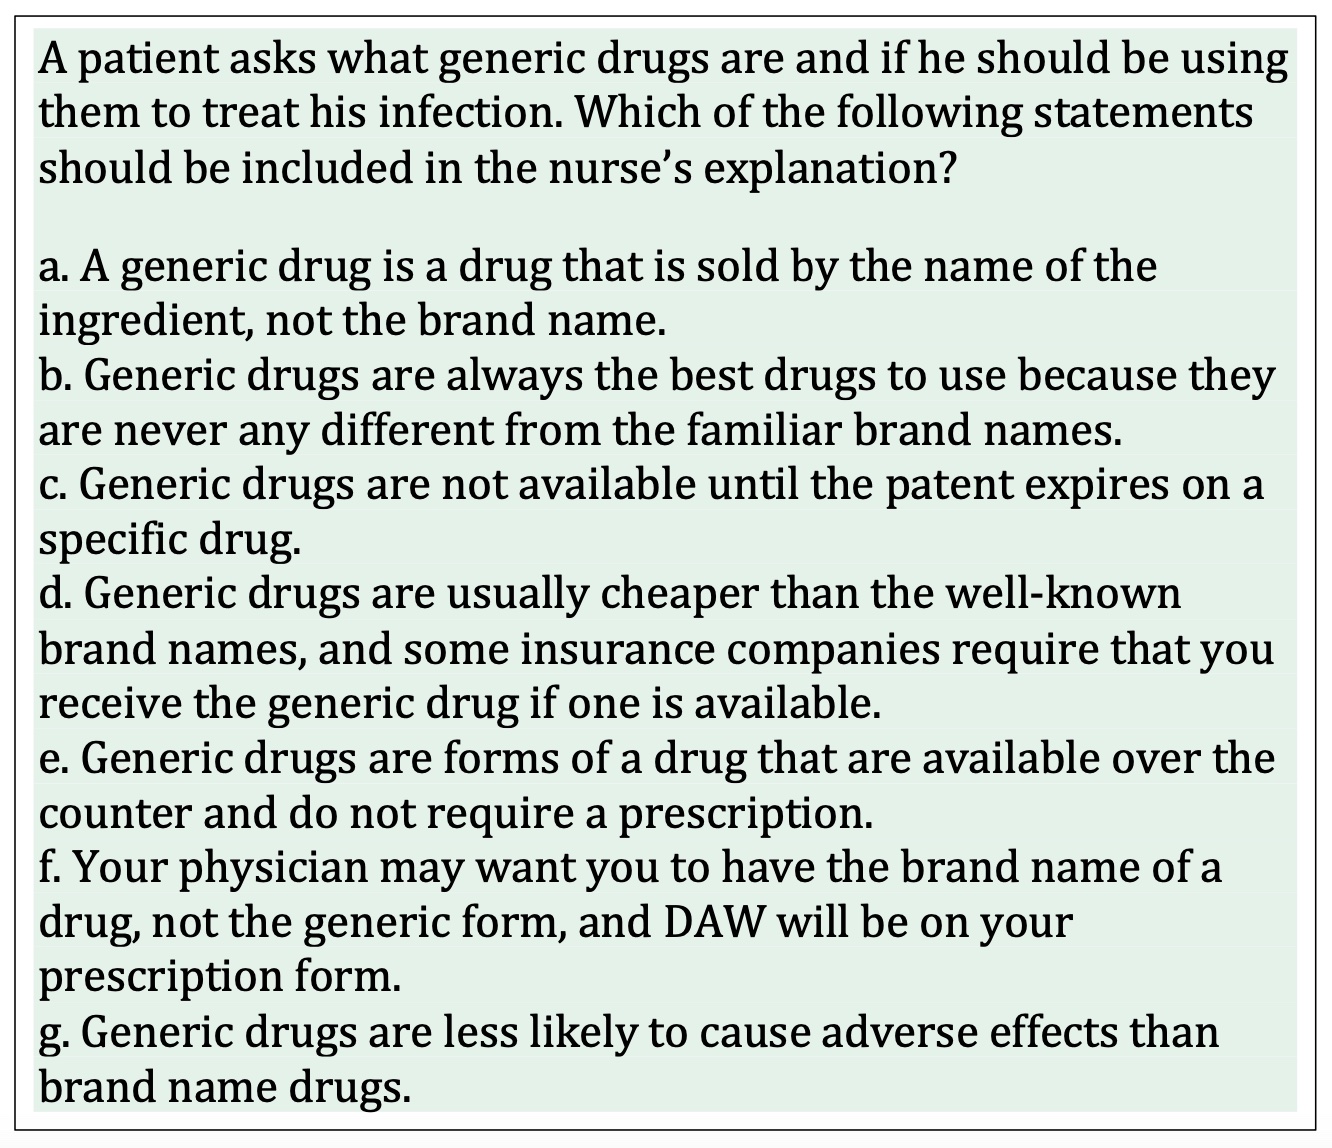 A patient asks what generic drugs are and if he should be using
them to treat his infection. Which of the following statements
should be included in the nurse’s explanation?
a. A generic drug is a drug that is sold by the name of the
ingredient, not the brand name.
b. Generic drugs are always the best drugs to use because they
are never any different from the familiar brand names.
c. Generic drugs are not available until the patent expires on a
specific drug.
d. Generic drugs are usually cheaper than the well-known
brand names, and some insurance companies require that you
receive the generic drug if one is available.
e. Generic drugs are forms of a drug that are available over the
counter and do not require a prescription.
f. Your physician may want you to have the brand name of a
drug, not the generic form, and DAW will be on your
prescription form.
g. Generic drugs are less likely to cause adverse effects than
brand name drugs.